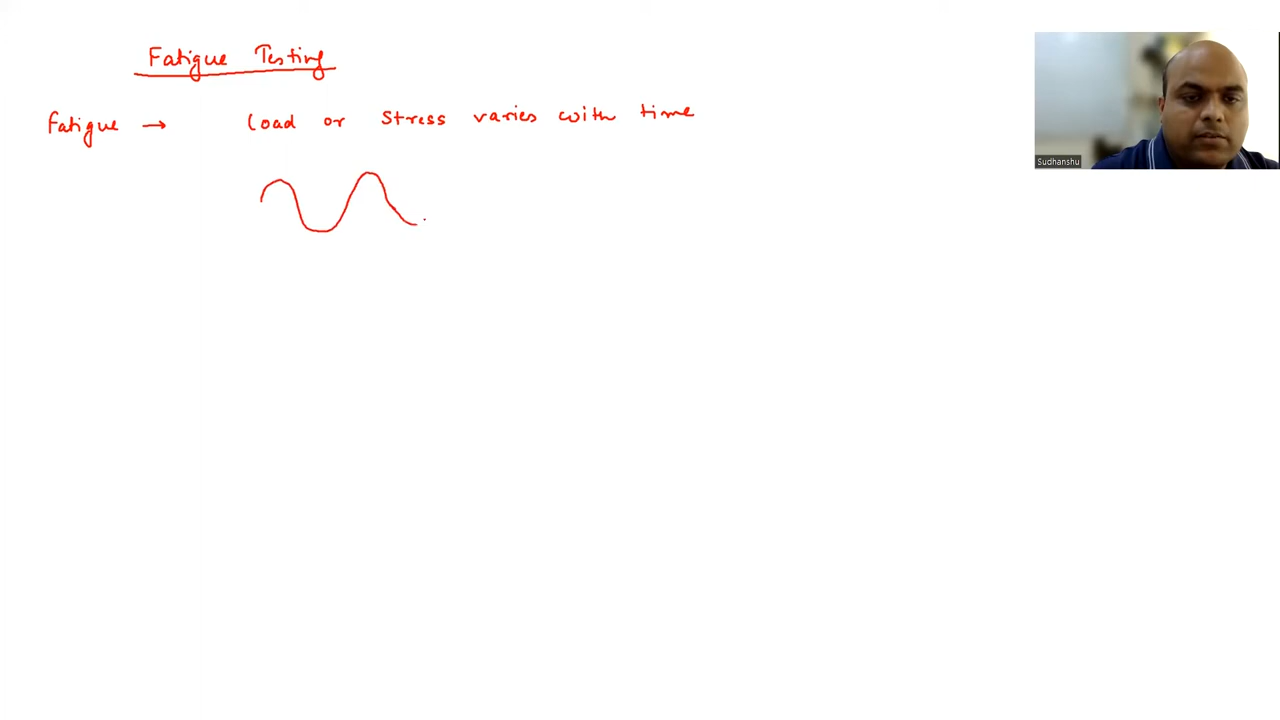 Fatigue Testing
Fatigue → Load or Stress varies with time
Sudhanshu